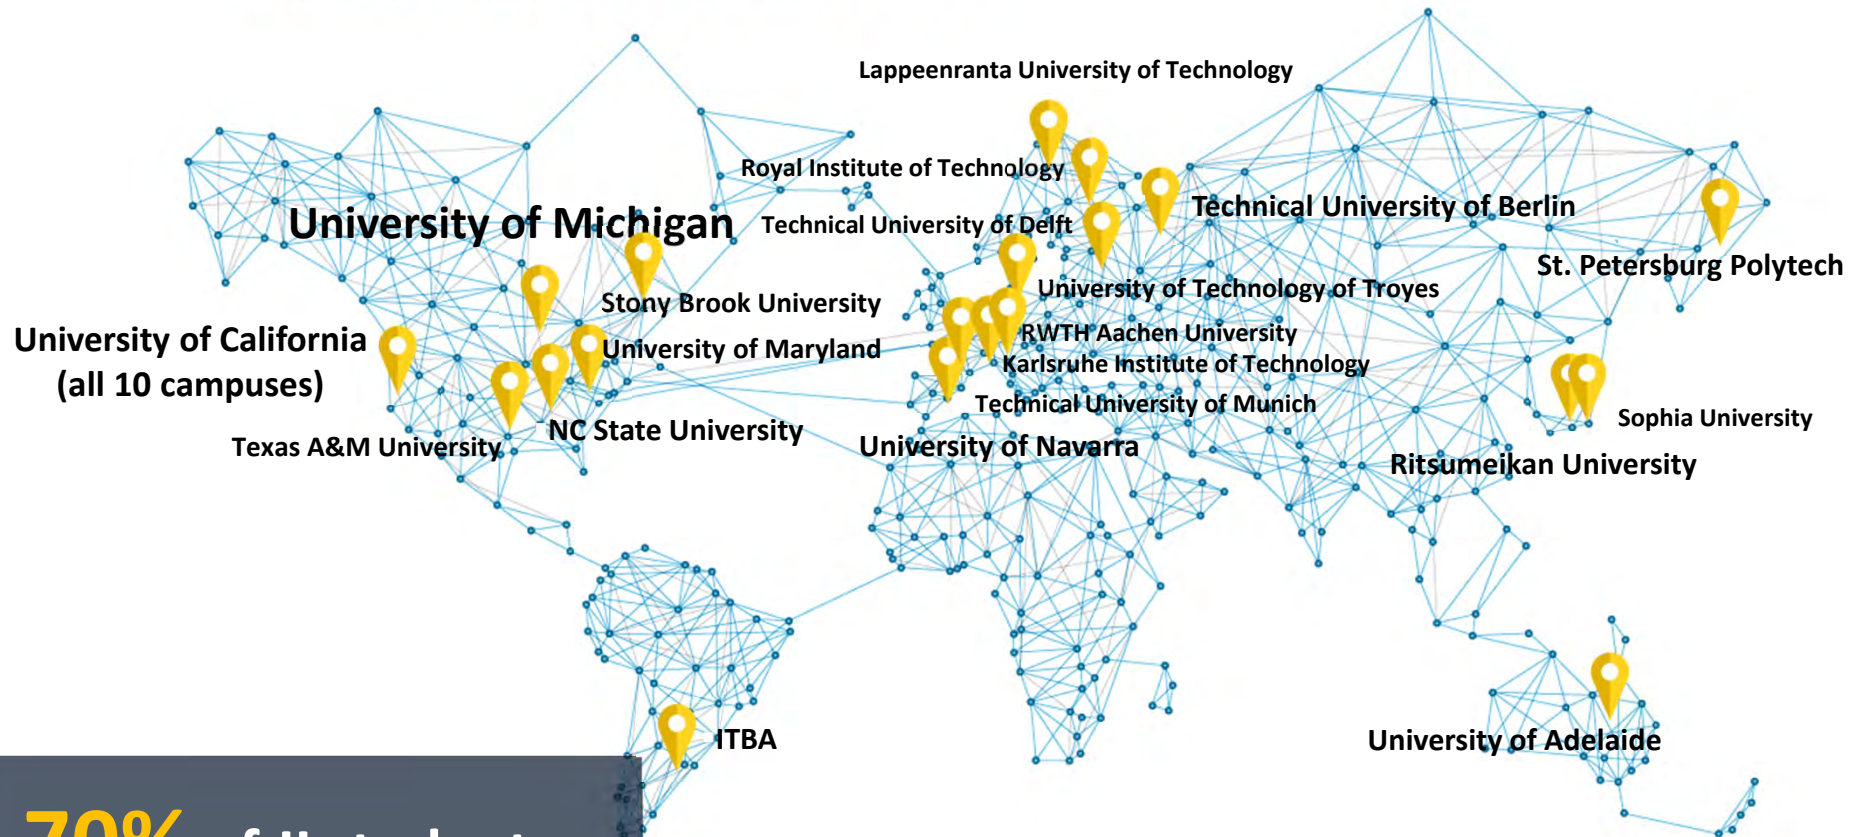 Lappeenranta University of Technology
Royal Institute of Technology
Technical University of Berlin
University of Michigan
Technical University of Delft
St. Petersburg Polytech
University of Technology of Troyes
Stony Brook University
RWTH Aachen University
University of California
(all 10 campuses)
University of Maryland
Karlsruhe Institute of Technology
Technical University of Munich
Sophia University
NC State University
Texas A&M University
University of Navarra
Ritsumeikan University
ITBA
University of Adelaide
70%